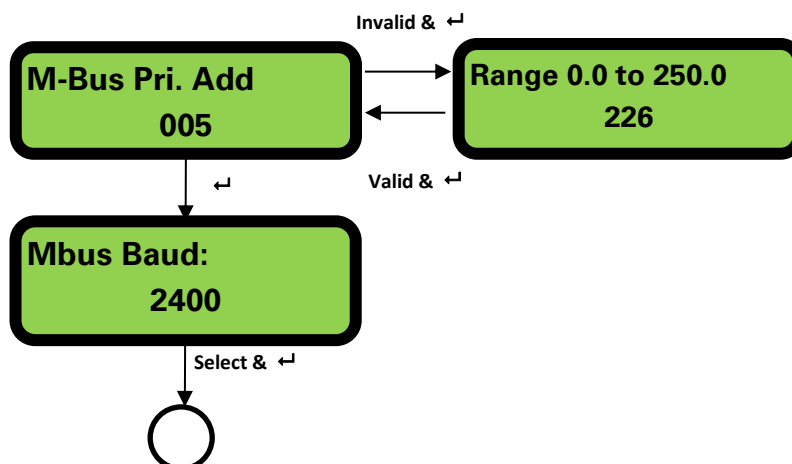 Invalid & ↵
M-Bus Pri. Add
005
Range 0.0 to 250.0
226
Valid & ↵
↵
Mbus Baud:
2400
Select & ↵